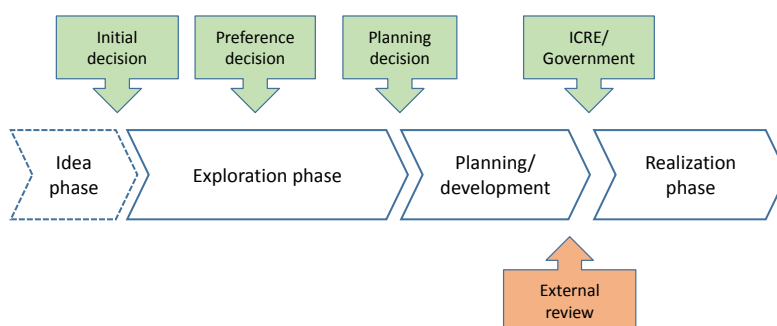 Initial
decision
Preference
decision
Planning
decision
ICRE/
Government
Idea
phase
Exploration phase
Planning/
development
Realization
phase
External
review